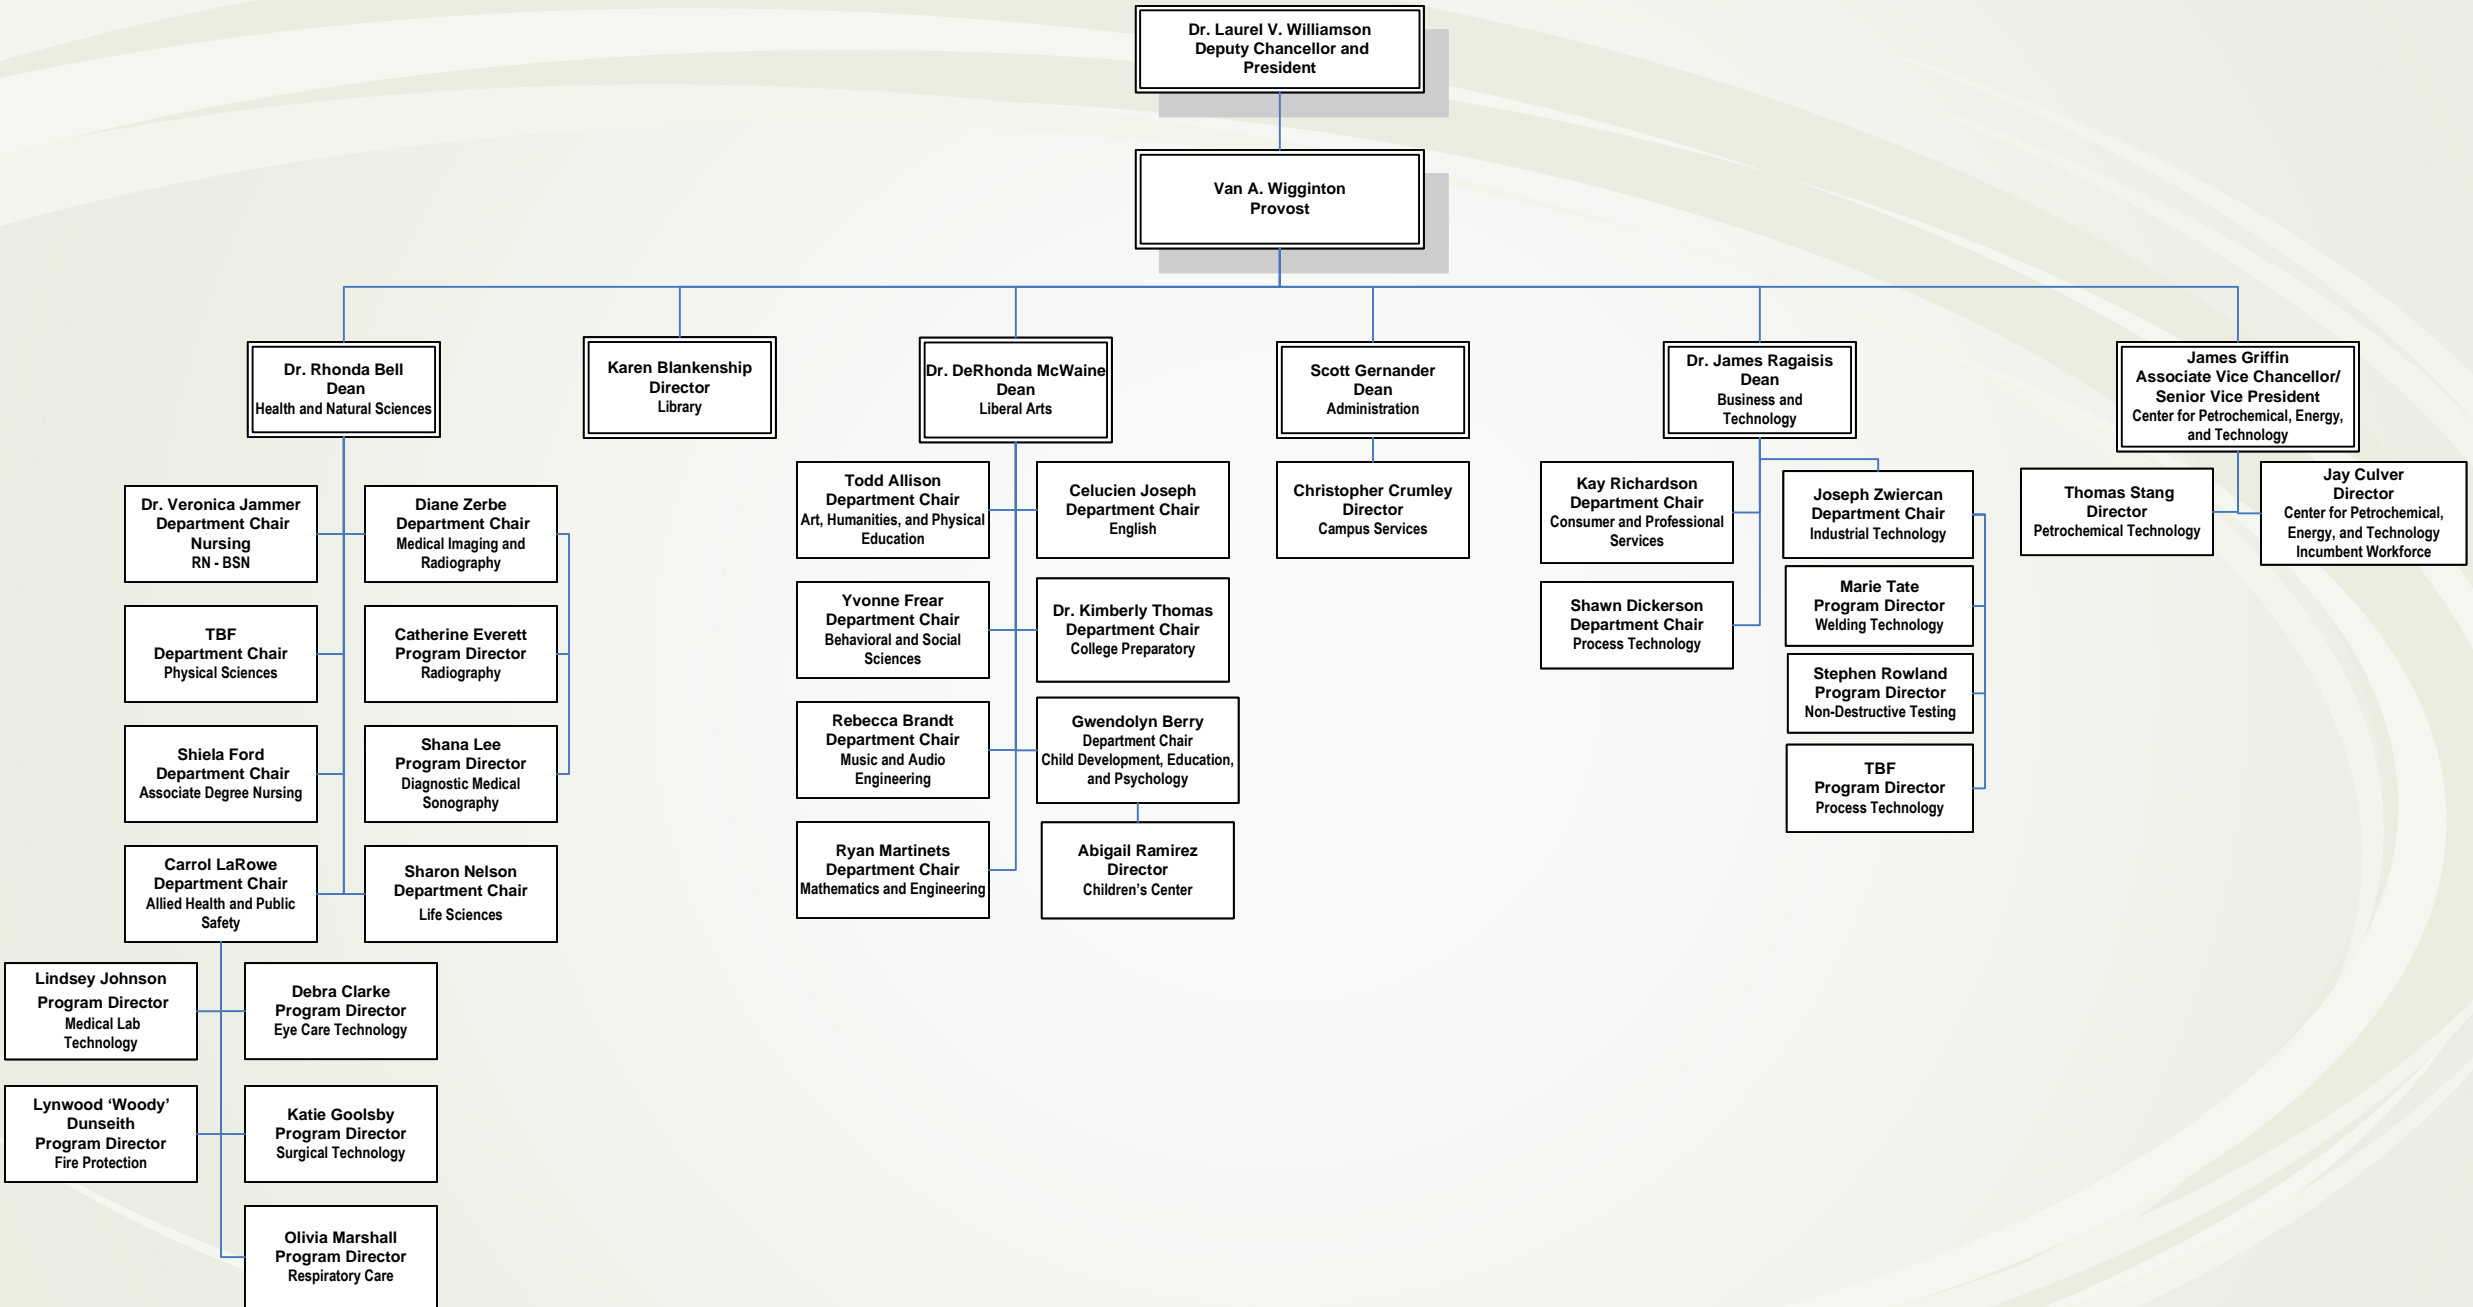 Dr. Laurel V. Williamson
Deputy Chancellor and
President
Van A. Wigginton
Provost
Dr. Rhonda Bell
Dean
Health and Natural Sciences
Karen Blankenship
Director
Library
Dr. DeRhonda McWaine
Dean
Liberal Arts
Scott Gernander
Dean
Administration
Dr. James Ragaisis
Dean
Business and
Technology
James Griffin
Associate Vice Chancellor/
Senior Vice President
Center for Petrochemical, Energy,
and Technology
Dr. Veronica Jammer
Department Chair
Nursing
RN - BSN
Diane Zerbe
Department Chair
Medical Imaging and
Radiography
TBF
Department Chair
Physical Sciences
Catherine Everett
Program Director
Radiography
Shiela Ford
Department Chair
Associate Degree Nursing
Shana Lee
Program Director
Diagnostic Medical
Sonography
Carrol LaRowe
Department Chair
Allied Health and Public
Safety
Sharon Nelson
Department Chair
Life Sciences
Lindsey Johnson
Program Director
Medical Lab
Technology
Debra Clarke
Program Director
Eye Care Technology
Lynwood ‘Woody’
Dunseith
Program Director
Fire Protection
Katie Goolsby
Program Director
Surgical Technology
Olivia Marshall
Program Director
Respiratory Care
Todd Allison
Department Chair
Art, Humanities, and Physical
Education
Celucien Joseph
Department Chair
English
Yvonne Frear
Department Chair
Behavioral and Social
Sciences
Dr. Kimberly Thomas
Department Chair
College Preparatory
Rebecca Brandt
Department Chair
Music and Audio
Engineering
Gwendolyn Berry
Department Chair
Child Development, Education,
and Psychology
Ryan Martinets
Department Chair
Mathematics and Engineering
Abigail Ramirez
Director
Children’s Center
Christopher Crumley
Director
Campus Services
Kay Richardson
Department Chair
Consumer and Professional
Services
Joseph Zwiercan
Department Chair
Industrial Technology
Shawn Dickerson
Department Chair
Process Technology
Marie Tate
Program Director
Welding Technology
Stephen Rowland
Program Director
Non-Destructive Testing
TBF
Program Director
Process Technology
Thomas Stang
Director
Petrochemical Technology
Jay Culver
Director
Center for Petrochemical,
Energy, and Technology
Incumbent Workforce